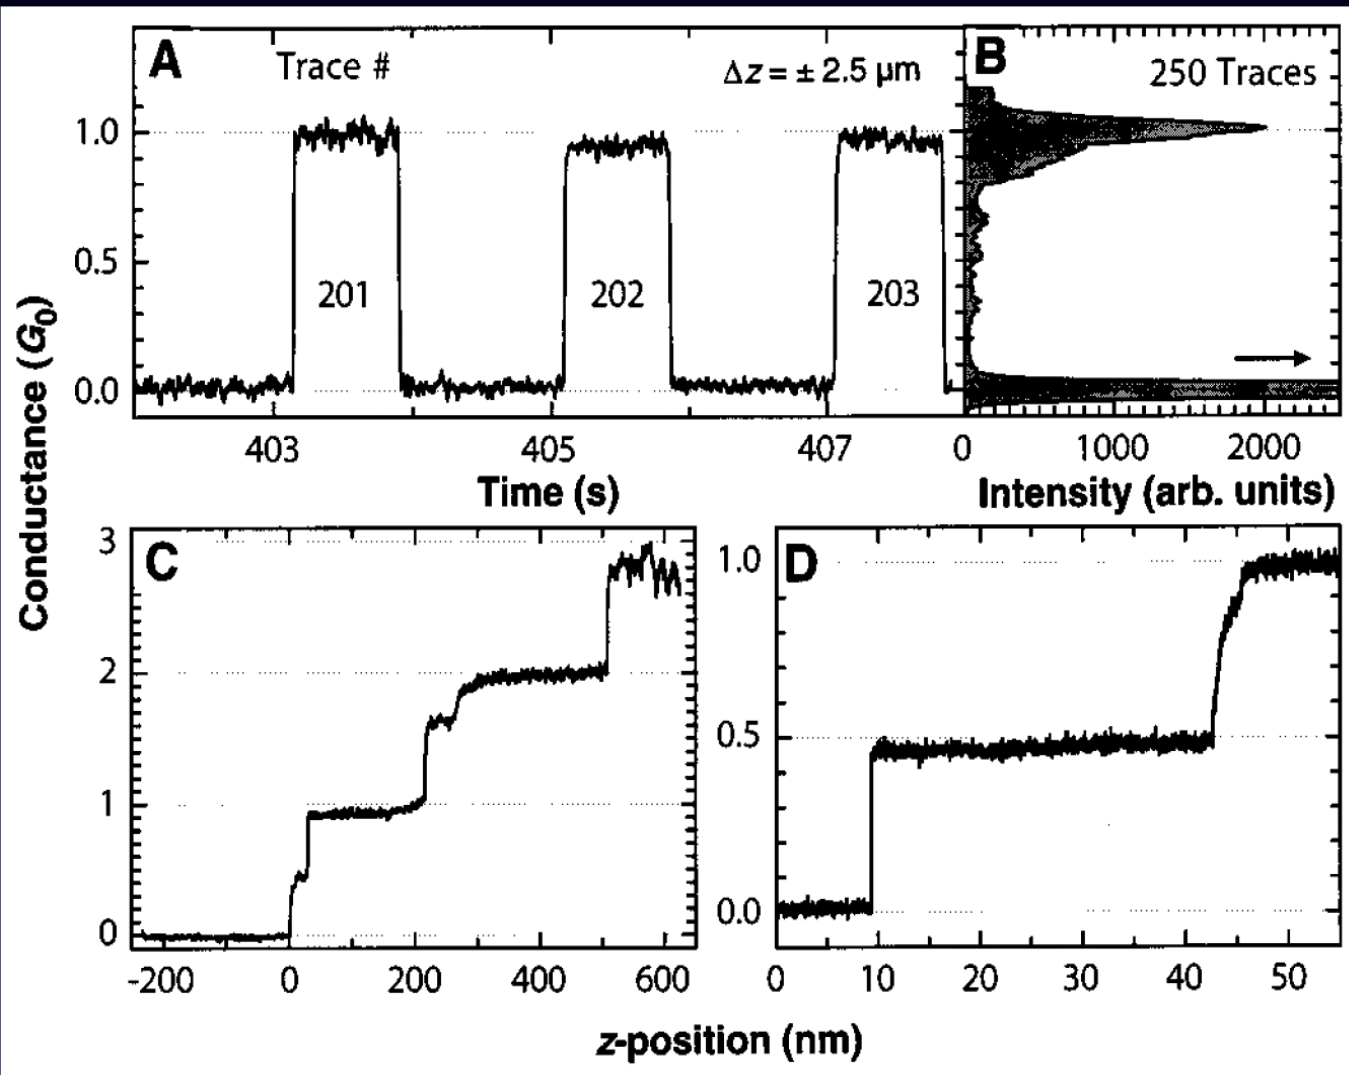 A
Trace #
Δz = ± 2.5 µm
B
250 Traces
1.0
0.5
0.0
201
202
203
403
405
407
0
1000
2000
Time (s)
Intensity (arb. units)
Conductance (G₀)
C
3
2
1
0
-200
0
200
400
600
D
1.0
0.5
0.0
0
10
20
30
40
50
z-position (nm)